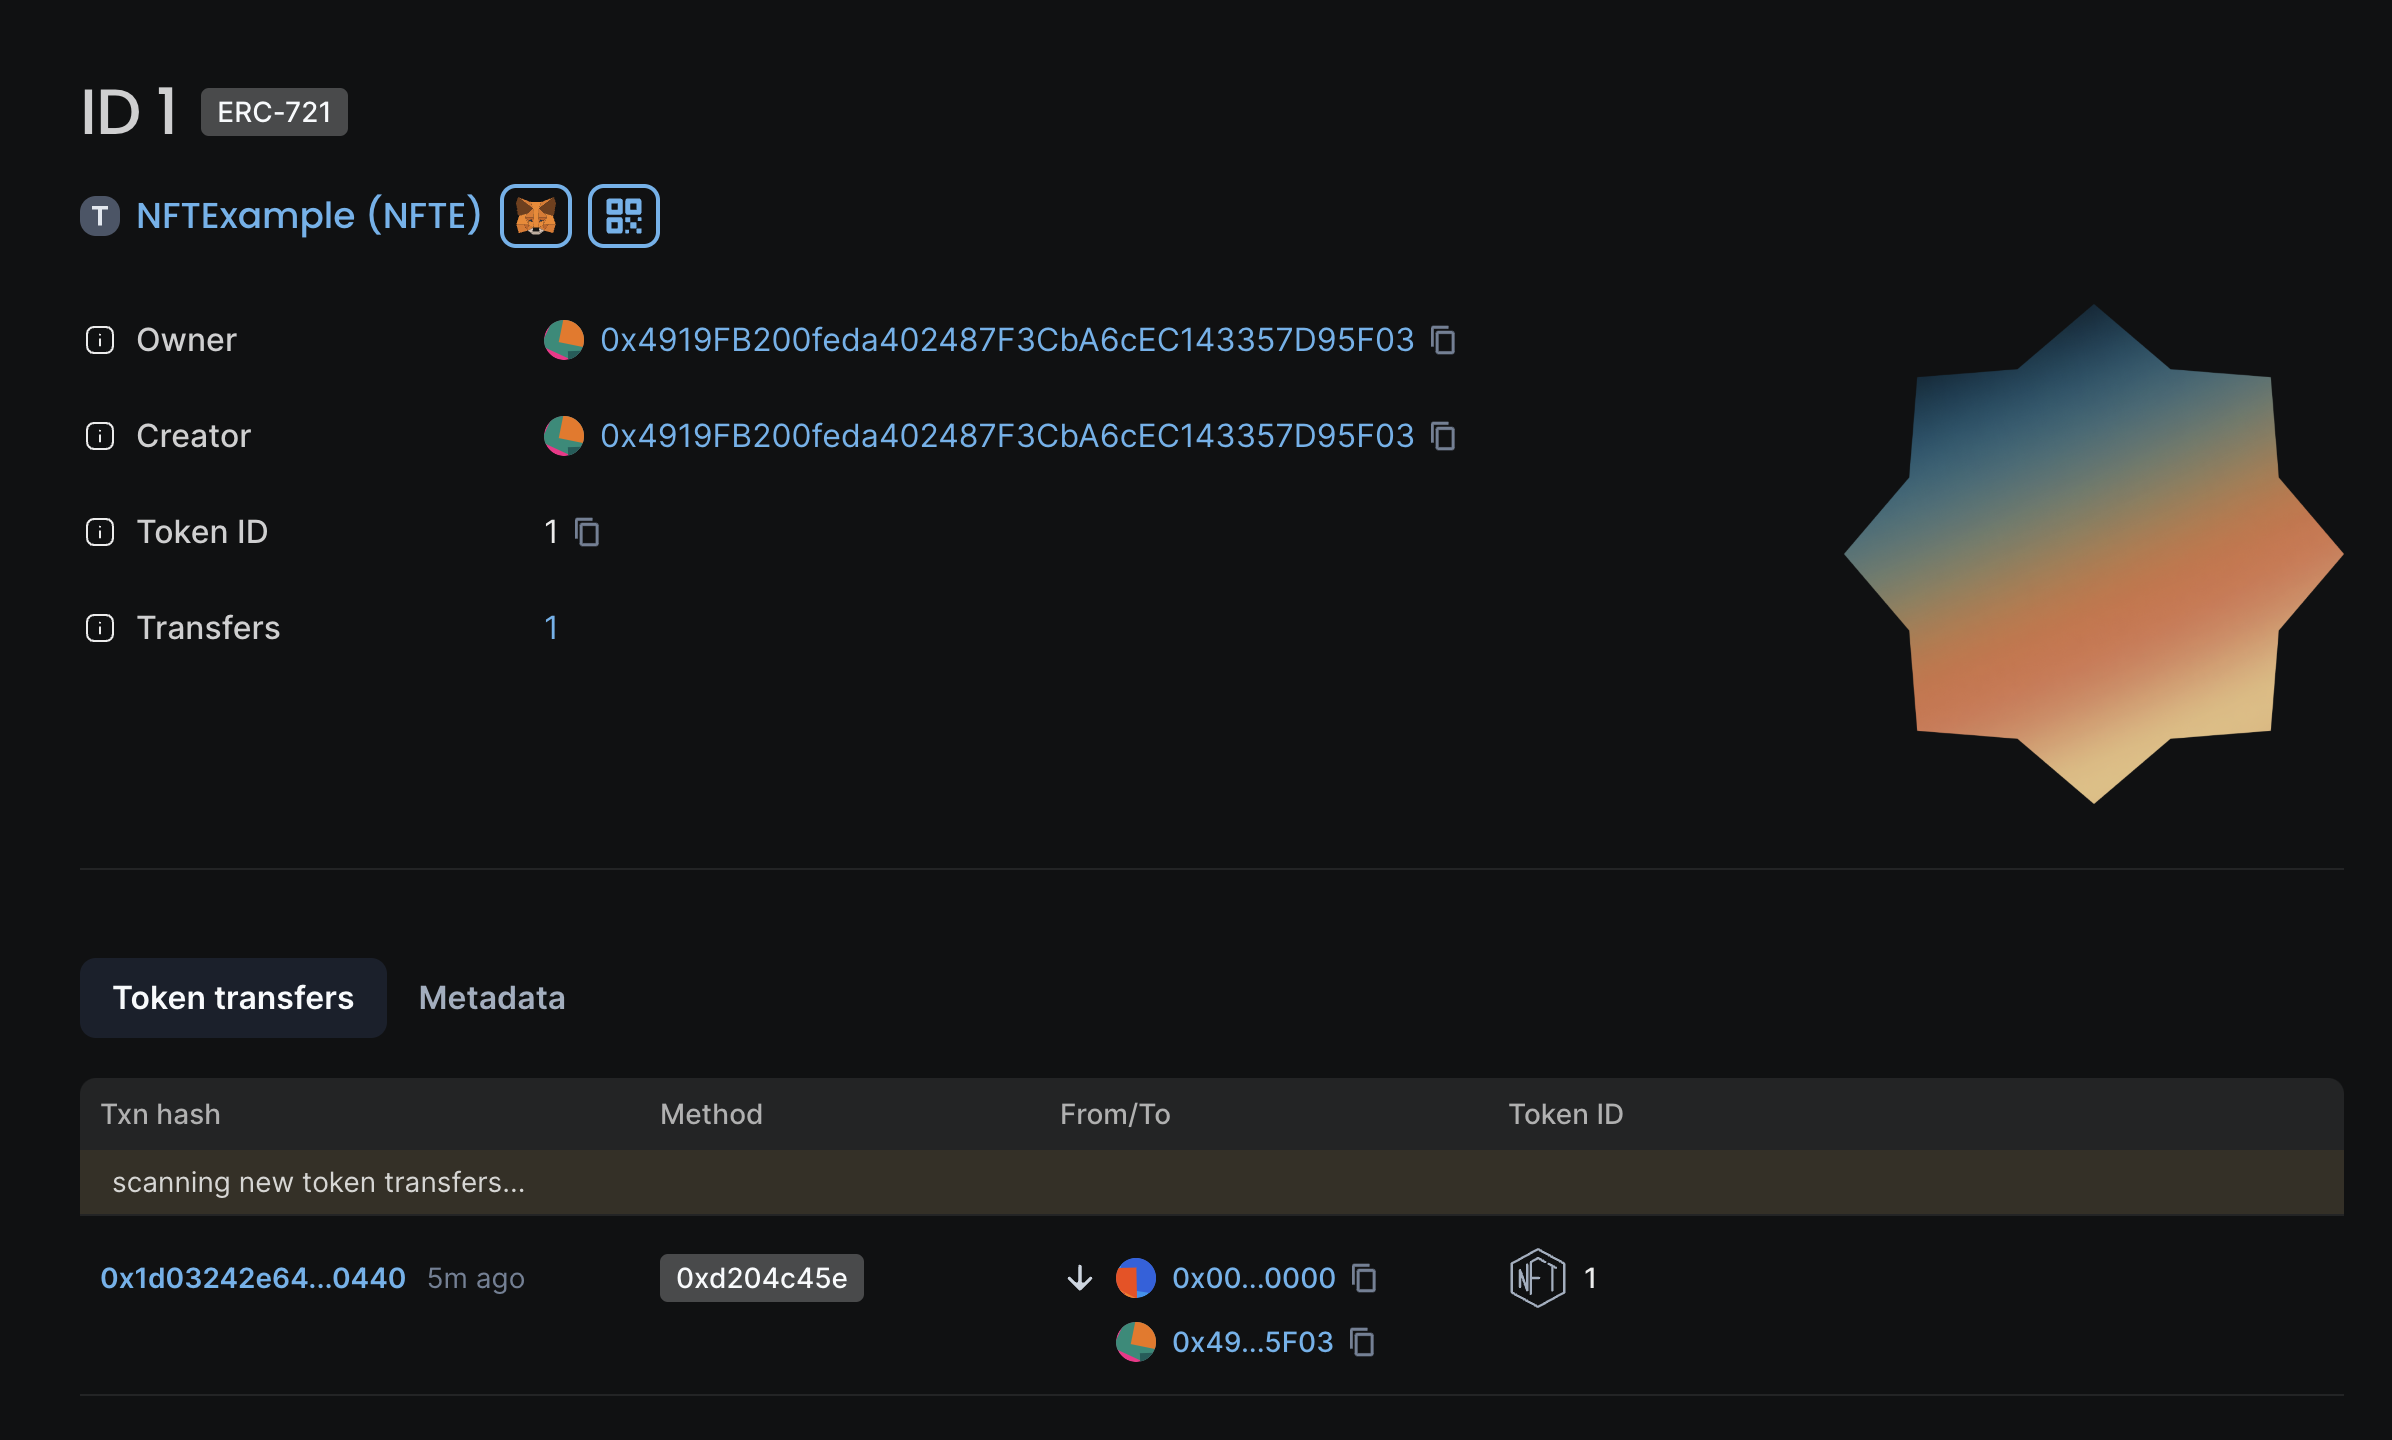 ID 1 ERC-721
T NFTExample (NFTE)
Owner 0x4919FB200feda402487F3CbA6cEC143357D95F03
Creator 0x4919FB200feda402487F3CbA6cEC143357D95F03
Token ID 1
Transfers 1
Token transfers Metadata
Txn hash Method From/To Token ID
scanning new token transfers...
0x1d03242e64...0440 5m ago 0xd204c45e 0x00...0000 NFT 1
0x49...5F03